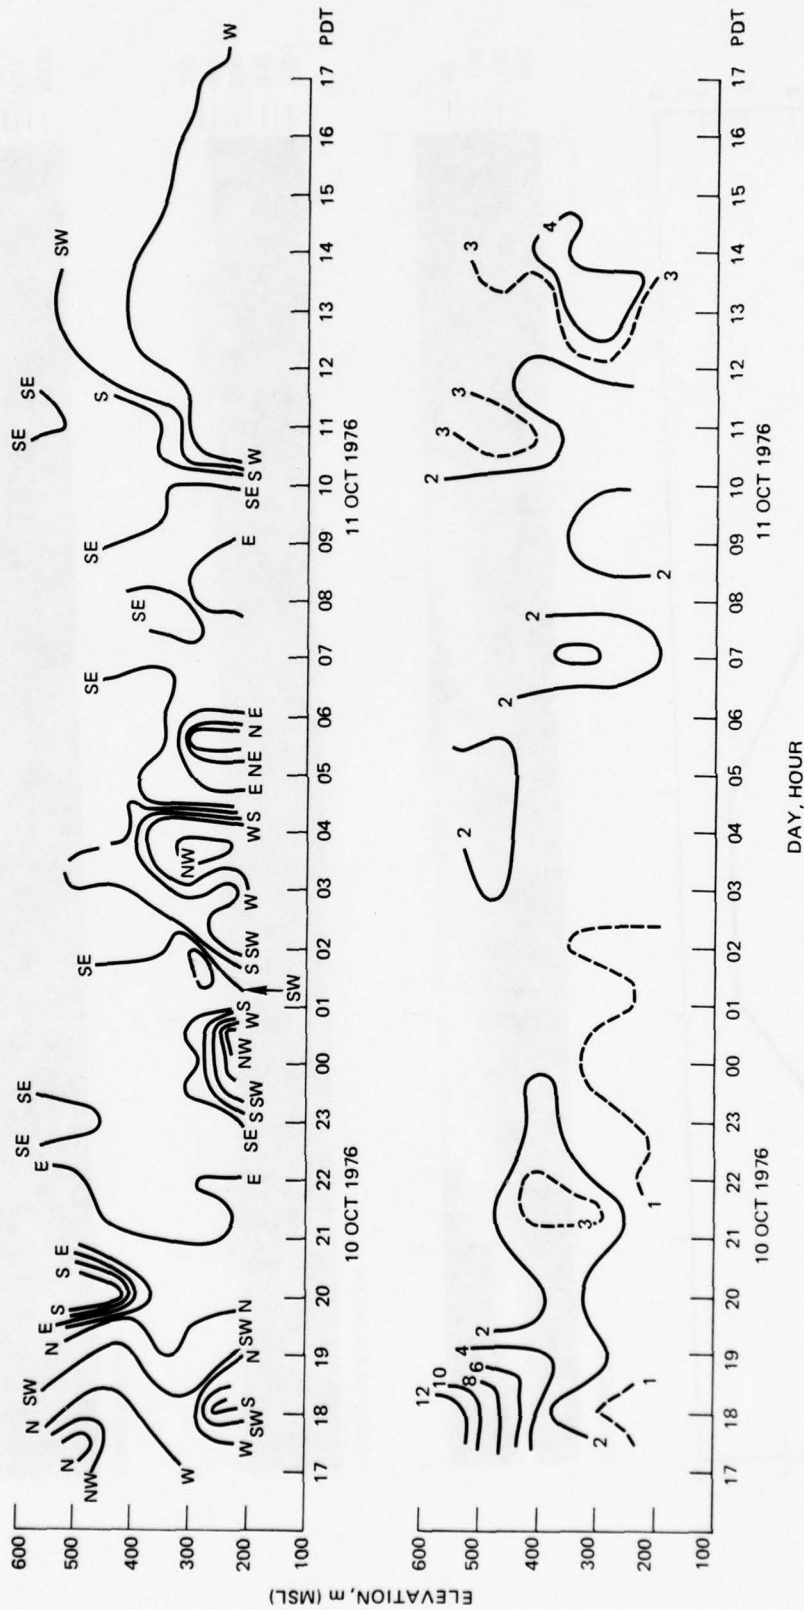 ELEVATION, m (MSL)
600
500
400
300
200
100
N
NW
N
SW
W
N
E
S
S
E
W
SW
S
N
SW
N
E
E
SE
SE
SE
S
SW
NW
W
S
SW
SE
S
SW
W
NW
W
S
E
NE
N
E
SE
SE
E
SE
SE
S
W
SE
SE
S
SW
W
17 18 19 20 21 22 23 00 01 02 03 04 05 06 07 08 09 10 11 12 13 14 15 16 17 PDT
10 OCT 1976 11 OCT 1976
600
500
400
300
200
100
12
10
8
6
4
2
2
1
3
1
2
2
2
2
2
3
3
3
4
3
17 18 19 20 21 22 23 00 01 02 03 04 05 06 07 08 09 10 11 12 13 14 15 16 17 PDT
10 OCT 1976 11 OCT 1976
DAY, HOUR